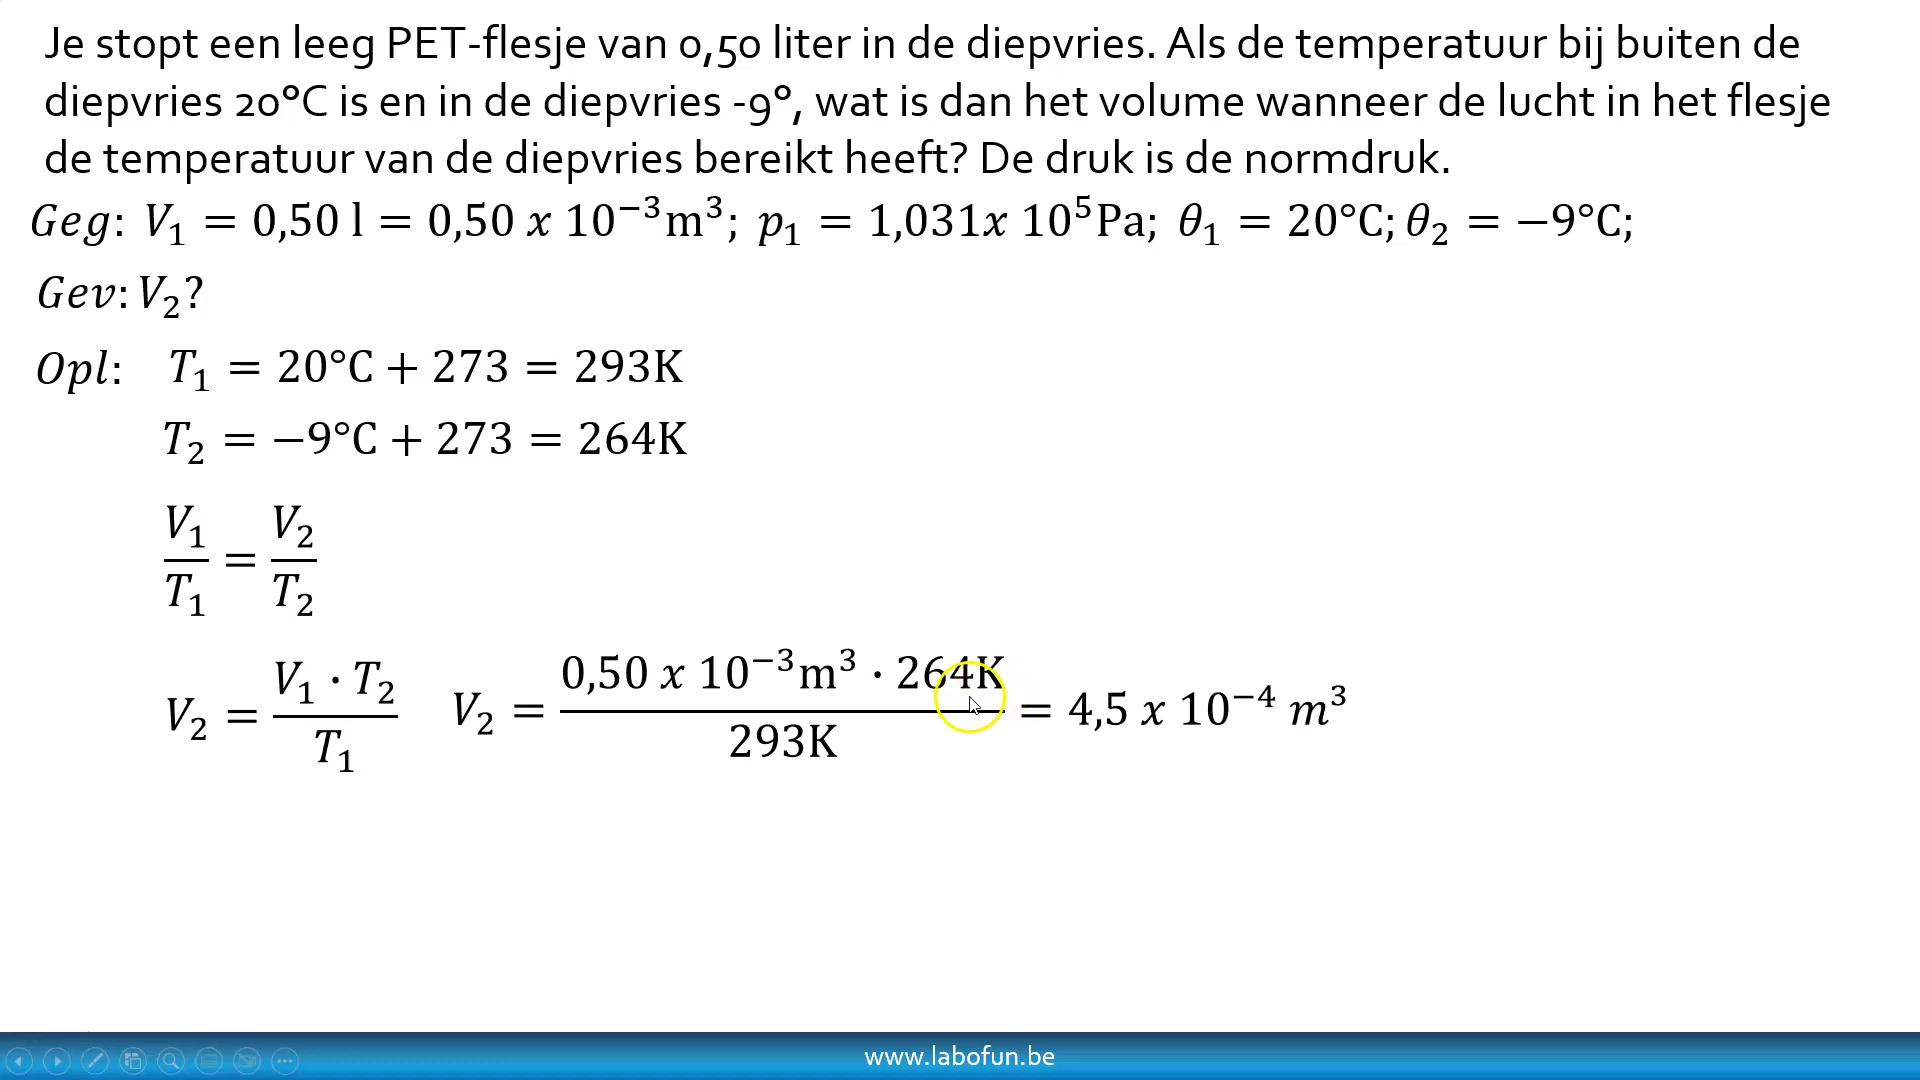 Je stopt een leeg PET-flesje van 0,50 liter in de diepvries. Als de temperatuur bij buiten de
diepvries 20°C is en in de diepvries -9°, wat is dan het volume wanneer de lucht in het flesje
de temperatuur van de diepvries bereikt heeft? De druk is de normdruk.
Geg: V₁ = 0,50 l = 0,50 x 10⁻³m³; p₁ = 1,031x 10⁵Pa; θ₁ = 20°C; θ₂ = −9°C;
Gev: V₂?
Opl: T₁ = 20°C + 273 = 293K
T₂ = −9°C + 273 = 264K
V₁/T₁ = V₂/T₂
V₂ = V₁ · T₂/T₁ V₂ = 0,50 x 10⁻³m³ · 264K/293K = 4,5 x 10⁻⁴ m³
www.labofun.be